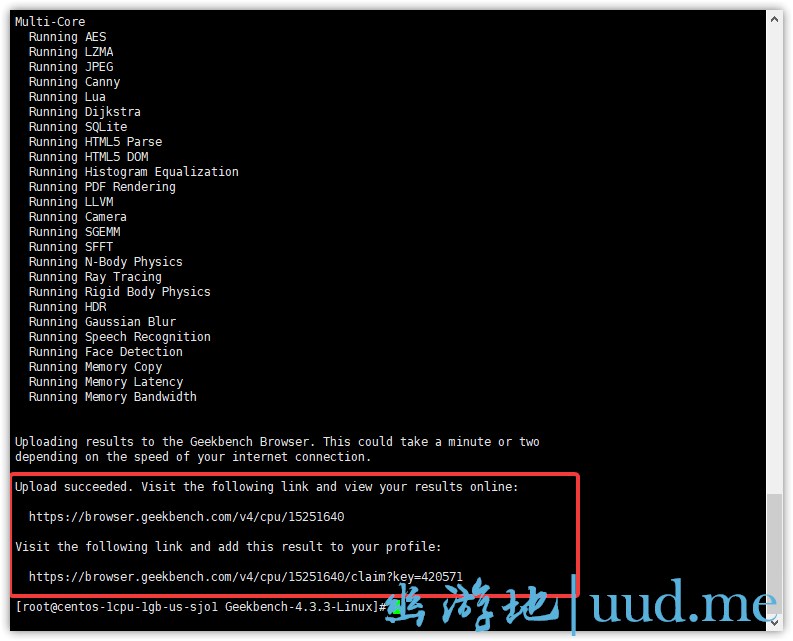 Multi-Core
Running AES
Running LZMA
Running JPEG
Running Canny
Running Lua
Running Dijkstra
Running SQLite
Running HTML5 Parse
Running HTML5 DOM
Running Histogram Equalization
Running PDF Rendering
Running LLVM
Running Camera
Running SGEMM
Running SFFT
Running N-Body Physics
Running Ray Tracing
Running Rigid Body Physics
Running HDR
Running Gaussian Blur
Running Speech Recognition
Running Face Detection
Running Memory Copy
Running Memory Latency
Running Memory Bandwidth
Uploading results to the Geekbench Browser. This could take a minute or two
depending on the speed of your internet connection.
Upload succeeded. Visit the following link and view your results online:
https://browser.geekbench.com/v4/cpu/15251640
Visit the following link and add this result to your profile:
https://browser.geekbench.com/v4/cpu/15251640/claim?key=420571
[root@centos-1cpu-1gb-us-sjo1 Geekbench-4.3.3-Linux]#
游地|uud.me